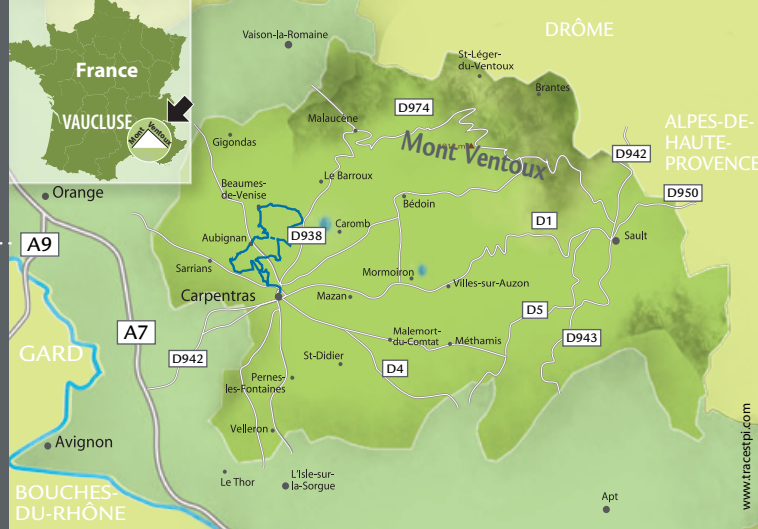 France
VAUCLUSE
Mont Ventoux
Vaison-la-Romaine
DRÔME
St-Léger-
du-Ventoux
Brantes
D974
Malaucène
Gigondas
Mont Ventoux
ALPES-DE-
HAUTE-
PROVENCE
D942
D950
Orange
Beaumes-
de-Venise
Le Barroux
Bédoin
D1
A9
Aubignan
D938
Caromb
Sault
Sarrians
Mormoiron
Villes-sur-Auzon
Carpentras
Mazan
D5
A7
Malemort-
du-Comtat
Méthamis
D943
GARD
D942
St-Didier
D4
Pernes-
les-Fontaines
Velleron
Avignon
Le Thor
L'Isle-sur-
la-Sorgue
BOUCHES-
DU-RHÔNE
Apt
www.tracestpi.com